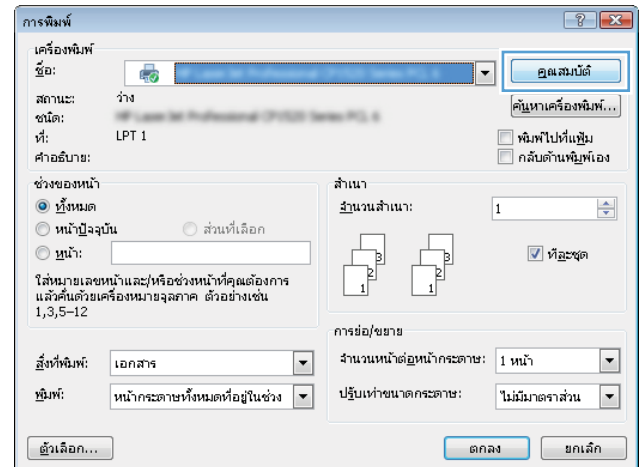 การพิมพ์
เครื่องพิมพ์
ชื่อ:
คุณสมบัติ
สถานะ: ว่าง
ค้นหาเครื่องพิมพ์...
ชนิด:
ที่: LPT 1
พิมพ์ไปที่แฟ้ม
คำอธิบาย:
กลับด้านพิมพ์เอง
ช่วงของหน้า
ทั้งหมด
หน้าปัจจุบัน ส่วนที่เลือก
หน้า:
ใส่หมายเลขหน้าและ/หรือช่วงหน้าที่คุณต้องการ
แล้วคั่นด้วยเครื่องหมายจุลภาค ตัวอย่างเช่น
1,3,5–12
สำเนา
จำนวนสำเนา: 1
1 2 3 1 2 3
ทีละชุด
สิ่งที่พิมพ์: เอกสาร
พิมพ์: หน้ากระดาษทั้งหมดที่อยู่ในช่วง
การย่อ/ขยาย
จำนวนหน้าต่อหน้ากระดาษ: 1 หน้า
ปรับเท่าขนาดกระดาษ: ไม่มีมาตราส่วน
ตัวเลือก...
ตกลง
ยกเลิก